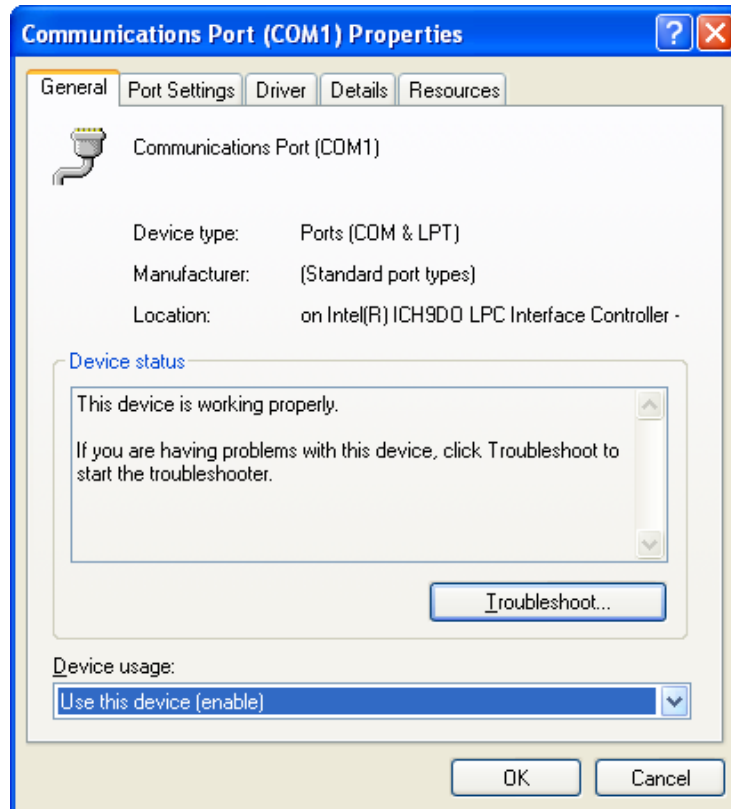 Communications Port (COM1) Properties
General Port Settings Driver Details Resources
Communications Port (COM1)
Device type: Ports (COM & LPT)
Manufacturer: (Standard port types)
Location: on Intel(R) ICH9DO LPC Interface Controller -
Device status
This device is working properly.
If you are having problems with this device, click Troubleshoot to
start the troubleshooter.
Troubleshoot...
Device usage:
Use this device (enable)
OK Cancel